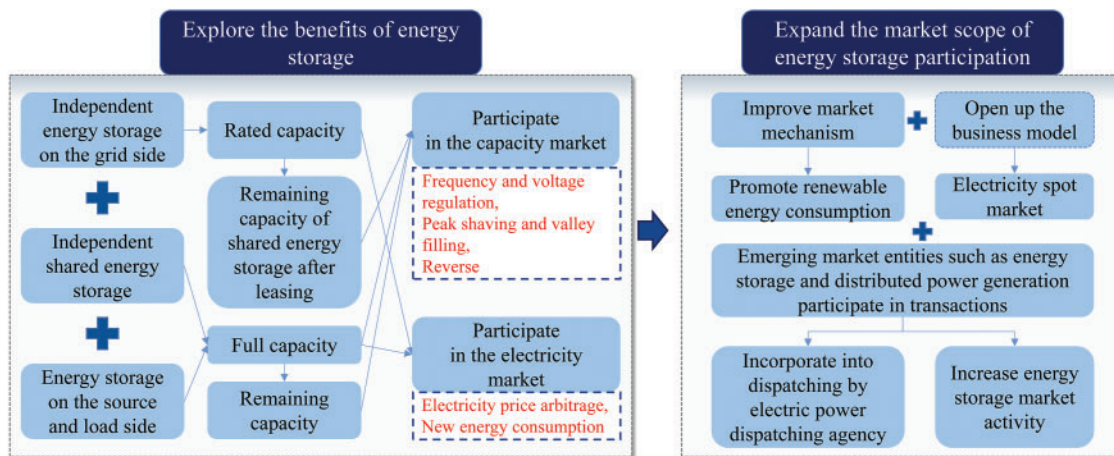 Explore the benefits of energy
storage
Independent
energy storage
on the grid side
Rated capacity
Participate
in the capacity market
Remaining
capacity of
shared energy
storage after
leasing
Frequency and voltage
regulation,
Peak shaving and valley
filling,
Reverse
Independent
shared energy
storage
Full capacity
Participate
in the electricity
market
Energy storage
on the source
and load side
Remaining
capacity
Electricity price arbitrage,
New energy consumption
Expand the market scope of
energy storage participation
Improve market
mechanism
Open up the
business model
Promote renewable
energy consumption
Electricity spot
market
Emerging market entities such as energy
storage and distributed power generation
participate in transactions
Incorporate into
dispatching by
electric power
dispatching agency
Increase energy
storage market
activity